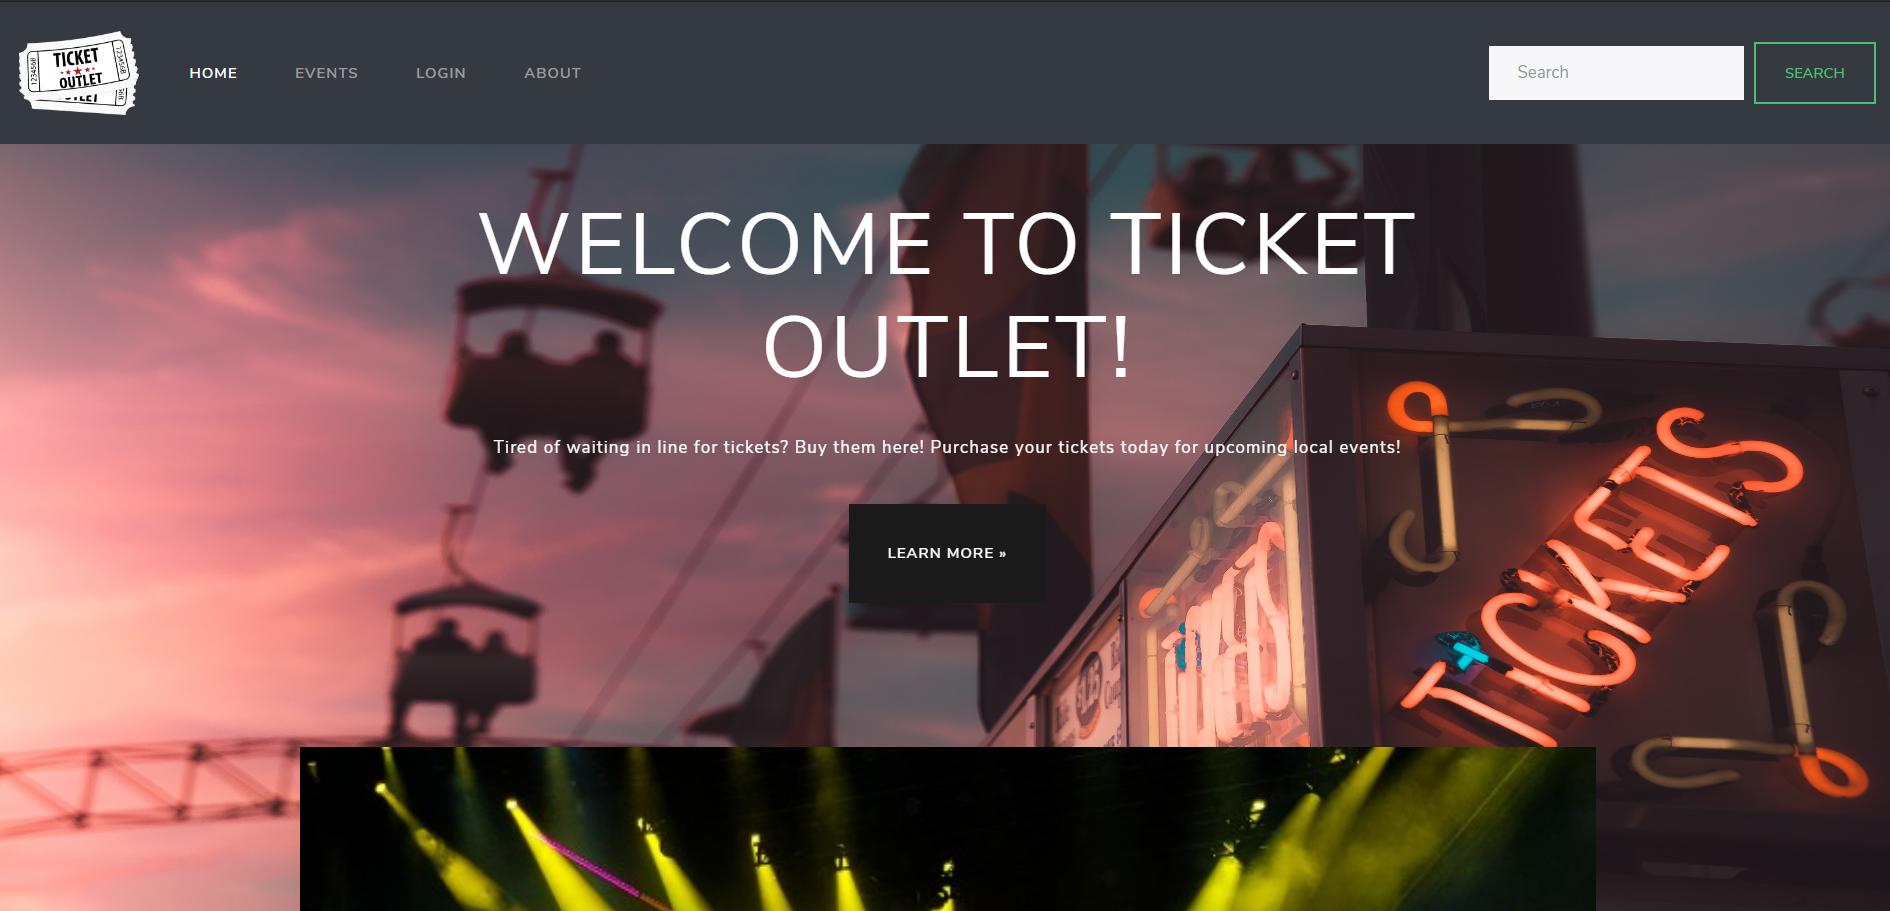 TICKET
OUTLET
HOME
EVENTS
LOGIN
ABOUT
Search
SEARCH
WELCOME TO TICKET
OUTLET!
Tired of waiting in line for tickets? Buy them here! Purchase your tickets today for upcoming local events!
LEARN MORE »
TICKETS